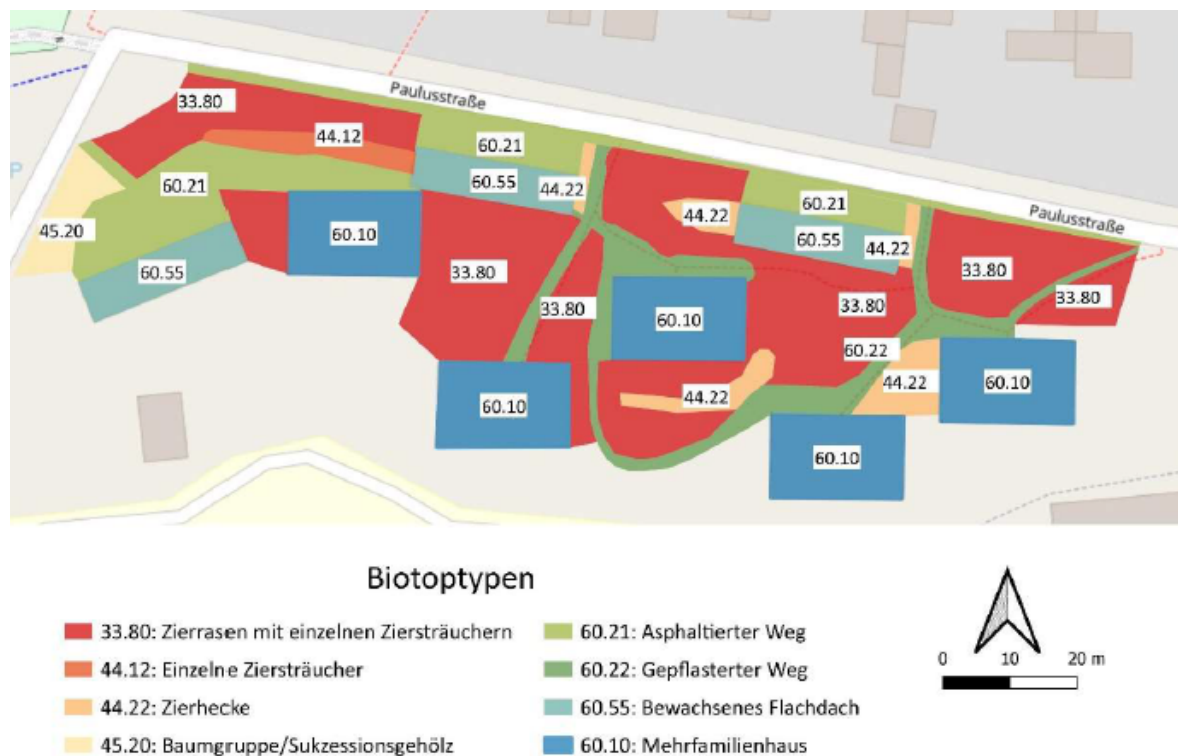 Paulusstraße
33.80
44.12
60.21
60.21
60.55
44.22
45.20
60.55
60.10
33.80
33.80
44.22
60.21
60.55
44.22
Paulusstraße
33.80
33.80
33.80
60.10
60.22
44.22
44.22
60.10
60.10
60.10
Biotoptypen
33.80: Zierrasen mit einzelnen Ziersträuchern
44.12: Einzelne Ziersträucher
44.22: Zierhecke
45.20: Baumgruppe/Sukzessionsgehölz
60.21: Asphaltierter Weg
60.22: Gepflasterter Weg
60.55: Bewachsenes Flachdach
60.10: Mehrfamilienhaus
0 10 20 m